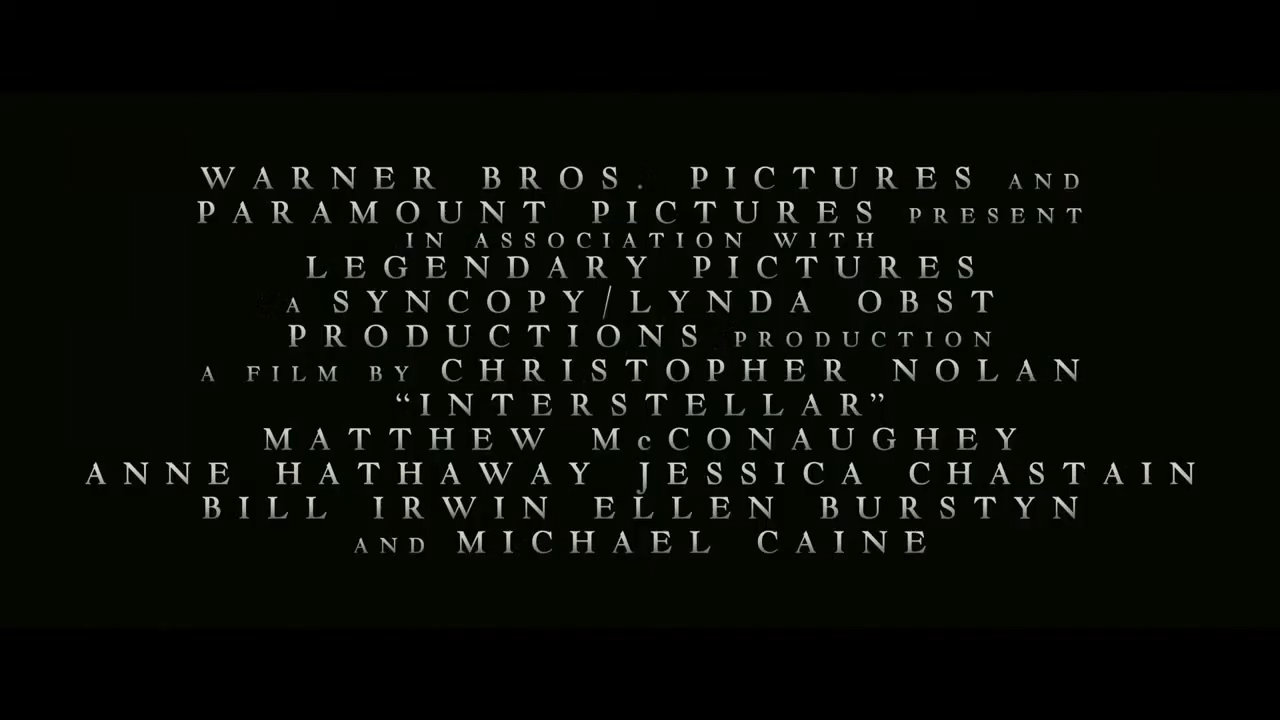 WARNER BROS. PICTURES AND
PARAMOUNT PICTURES PRESENT
IN ASSOCIATION WITH
LEGENDARY PICTURES
A SYNCOPY/LYNDA OBST
PRODUCTIONS PRODUCTION
A FILM BY CHRISTOPHER NOLAN
“INTERSTELLAR”
MATTHEW McCONAUGHEY
ANNE HATHAWAY JESSICA CHASTAIN
BILL IRWIN ELLEN BURSTYN
AND MICHAEL CAINE